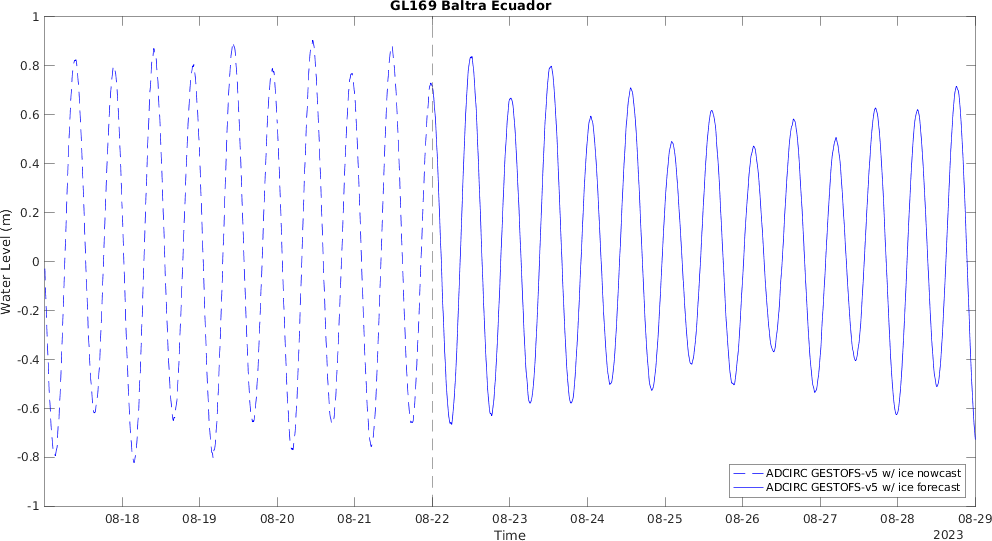 GL169 Baltra Ecuador
1
0.8
0.6
0.4
0.2
0
-0.2
-0.4
-0.6
-0.8
-1
Water Level (m)
ADCIRC GESTOFS-v5 w/ ice nowcast
ADCIRC GESTOFS-v5 w/ ice forecast
08-18 08-19 08-20 08-21 08-22 08-23 08-24 08-25 08-26 08-27 08-28 08-29
Time
2023